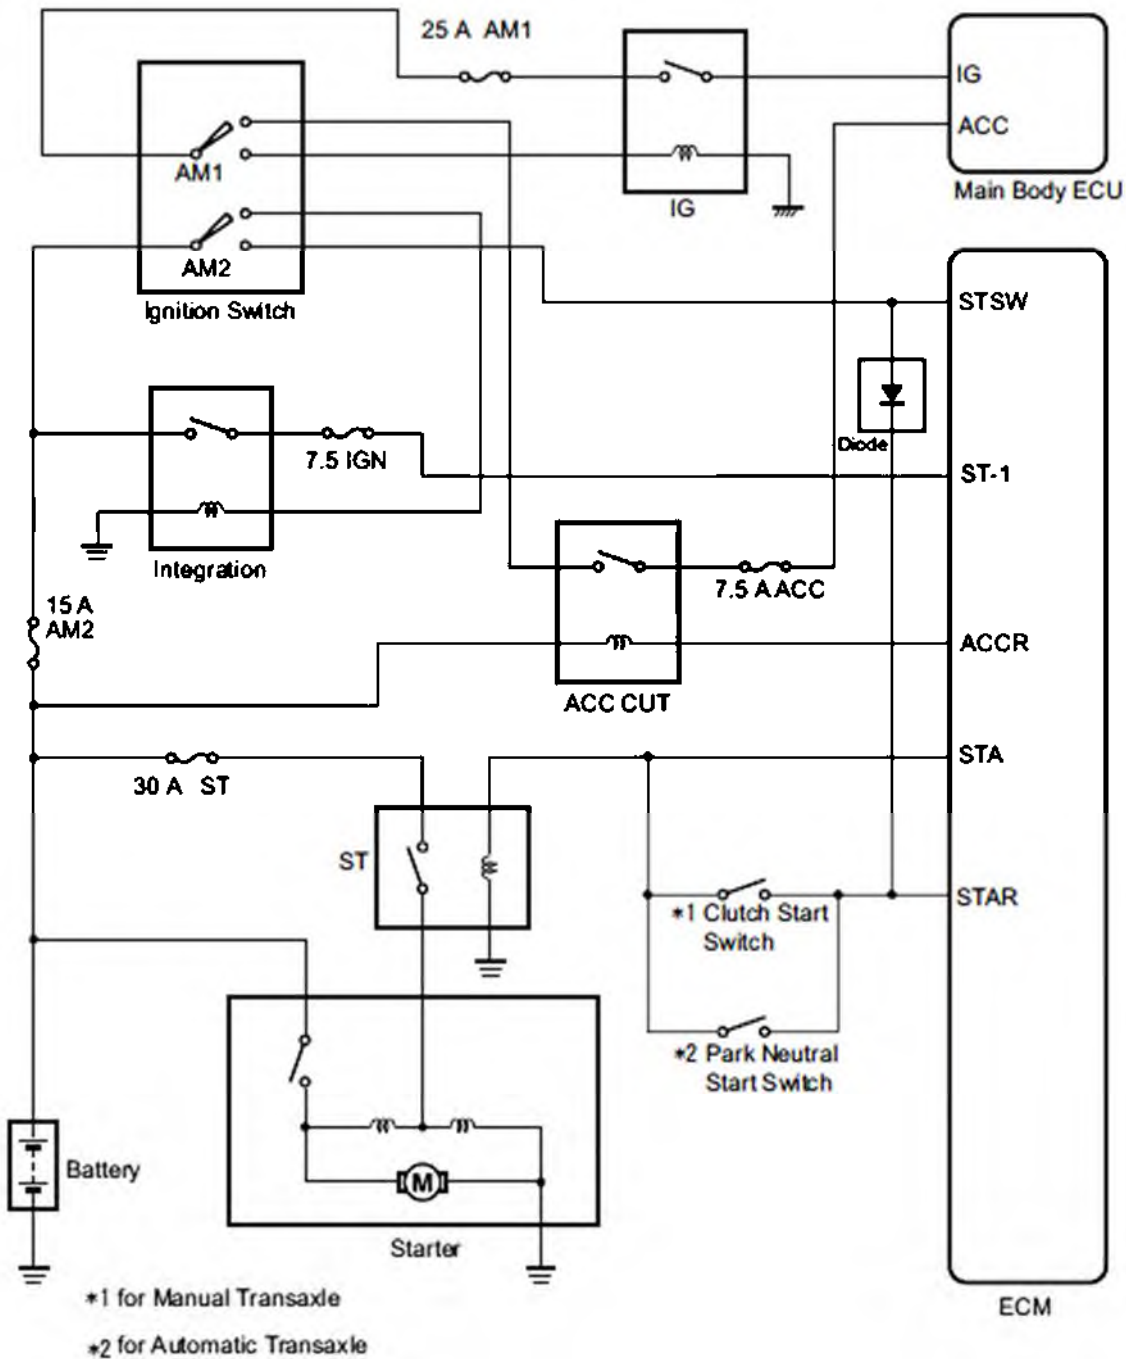 25 A AM1
IG
ACC
AM1
Main Body ECU
IG
AM2
Ignition Switch
STSW
Diode
7.5 IGN
ST-1
Integration
7.5 A ACC
15 A
AM2
ACCR
ACC CUT
STA
30 A ST
ST
STAR
*1 Clutch Start
Switch
*2 Park Neutral
Start Switch
Battery
M
Starter
*1 for Manual Transaxle
ECM
*2 for Automatic Transaxle